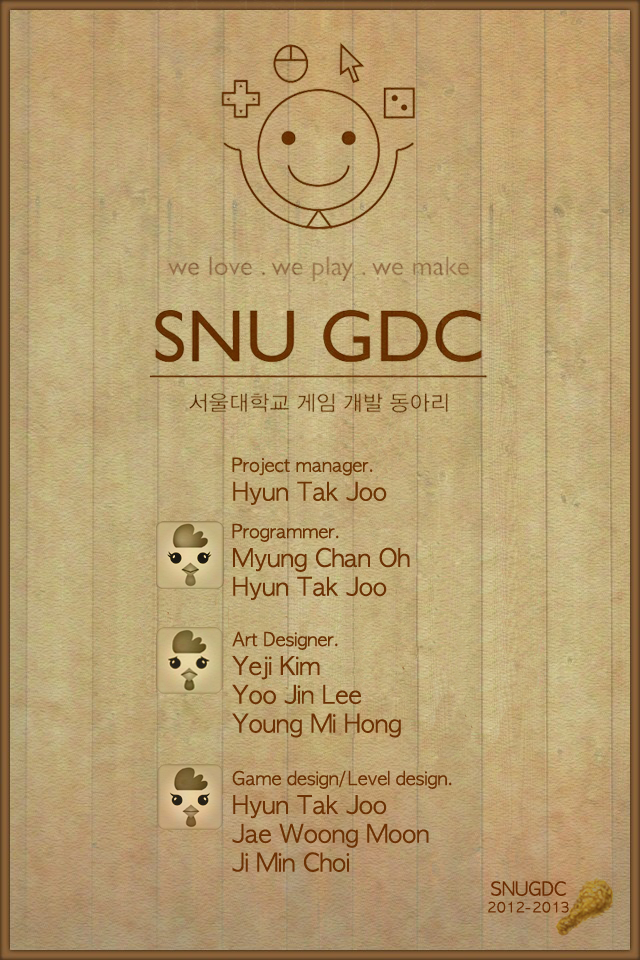 we love . we play . we make
SNU GDC
서울대학교 게임 개발 동아리
Project manager.
Hyun Tak Joo
Programmer.
Myung Chan Oh
Hyun Tak Joo
Art Designer.
Yeji Kim
Yoo Jin Lee
Young Mi Hong
Game design/Level design.
Hyun Tak Joo
Jae Woong Moon
Ji Min Choi
SNUGDC
2012-2013